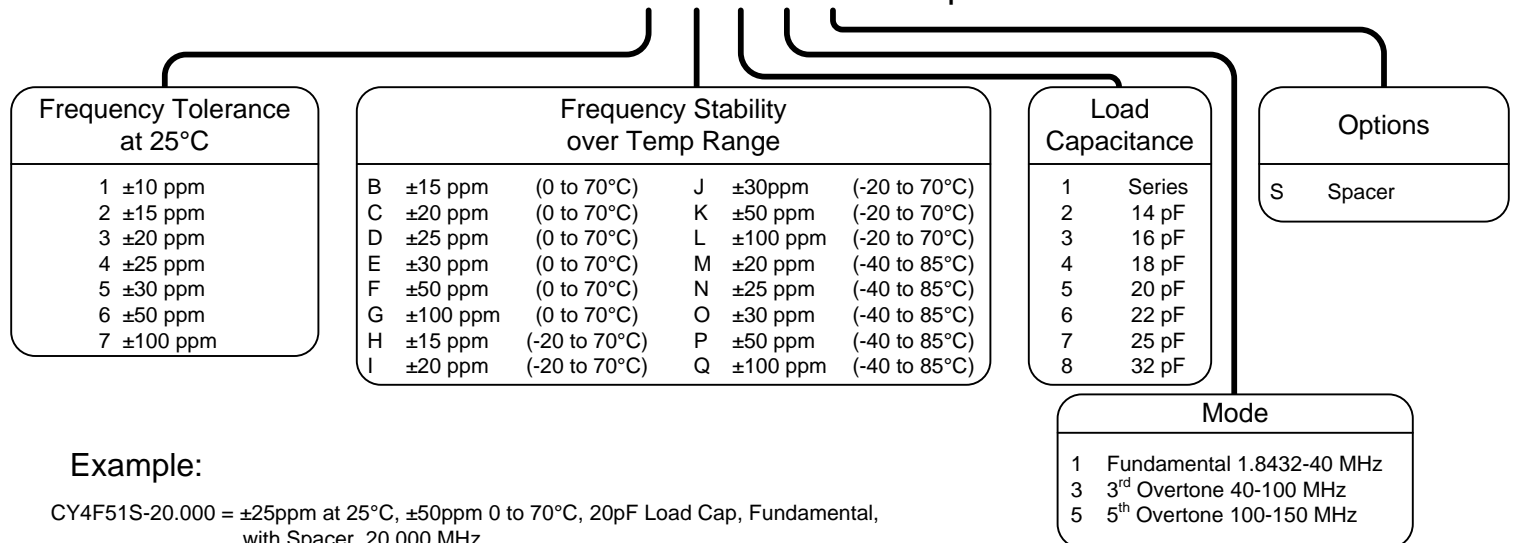 Frequency Tolerance
at 25°C
1 ±10 ppm
2 ±15 ppm
3 ±20 ppm
4 ±25 ppm
5 ±30 ppm
6 ±50 ppm
7 ±100 ppm
Frequency Stability
over Temp Range
B ±15 ppm (0 to 70°C) J ±30ppm (-20 to 70°C)
C ±20 ppm (0 to 70°C) K ±50 ppm (-20 to 70°C)
D ±25 ppm (0 to 70°C) L ±100 ppm (-20 to 70°C)
E ±30 ppm (0 to 70°C) M ±20 ppm (-40 to 85°C)
F ±50 ppm (0 to 70°C) N ±25 ppm (-40 to 85°C)
G ±100 ppm (0 to 70°C) O ±30 ppm (-40 to 85°C)
H ±15 ppm (-20 to 70°C) P ±50 ppm (-40 to 85°C)
I ±20 ppm (-20 to 70°C) Q ±100 ppm (-40 to 85°C)
Load
Capacitance
1 Series
2 14 pF
3 16 pF
4 18 pF
5 20 pF
6 22 pF
7 25 pF
8 32 pF
Options
S Spacer
Mode
1 Fundamental 1.8432-40 MHz
3 3rd Overtone 40-100 MHz
5 5th Overtone 100-150 MHz
Example:
CY4F51S-20.000 = ±25ppm at 25°C, ±50ppm 0 to 70°C, 20pF Load Cap, Fundamental,
with Spacer, 20.000 MHz